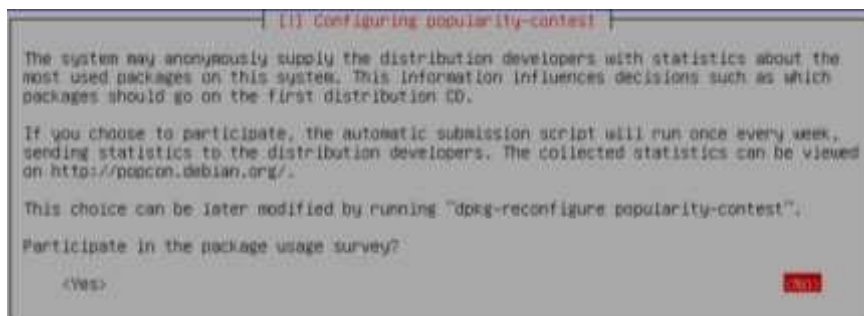 [!] Configuring popularity-contest
The system may anonymously supply the distribution developers with statistics about the
most used packages on this system. This information influences decisions such as which
packages should go on the first distribution CD.
If you choose to participate, the automatic submission script will run once every week,
sending statistics to the distribution developers. The collected statistics can be viewed
on http://popcon.debian.org/.
This choice can be later modified by running "dpkg-reconfigure popularity-contest".
Participate in the package usage survey?
<Yes> <No>